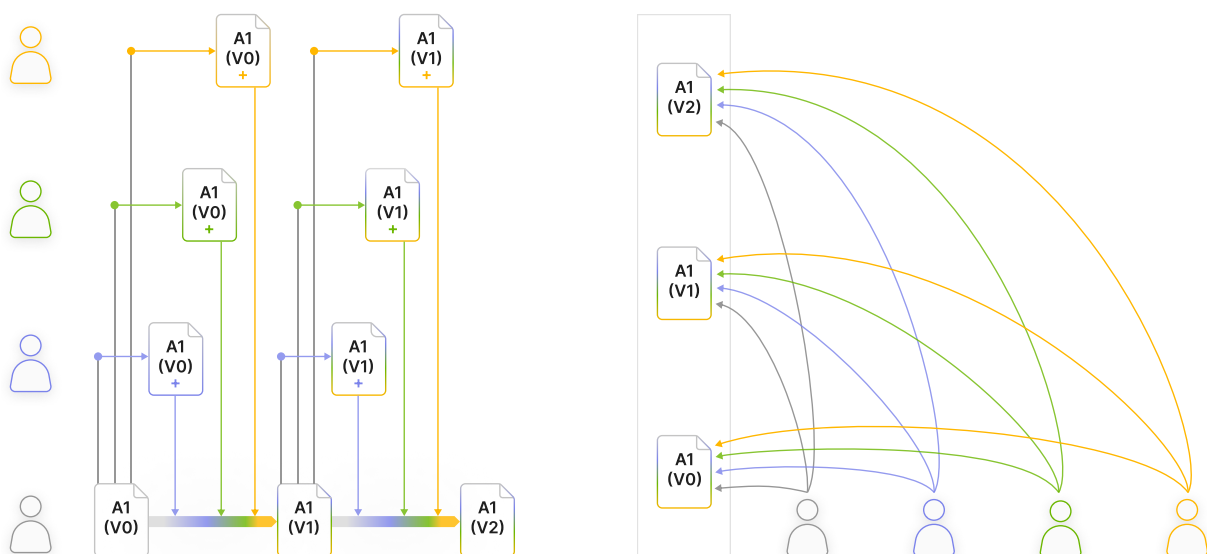 A1
(V0)
+
A1
(V1)
+
A1
(V0)
+
A1
(V1)
+
A1
(V0)
+
A1
(V1)
+
A1
(V0)
A1
(V1)
A1
(V2)
A1
(V2)
A1
(V1)
A1
(V0)